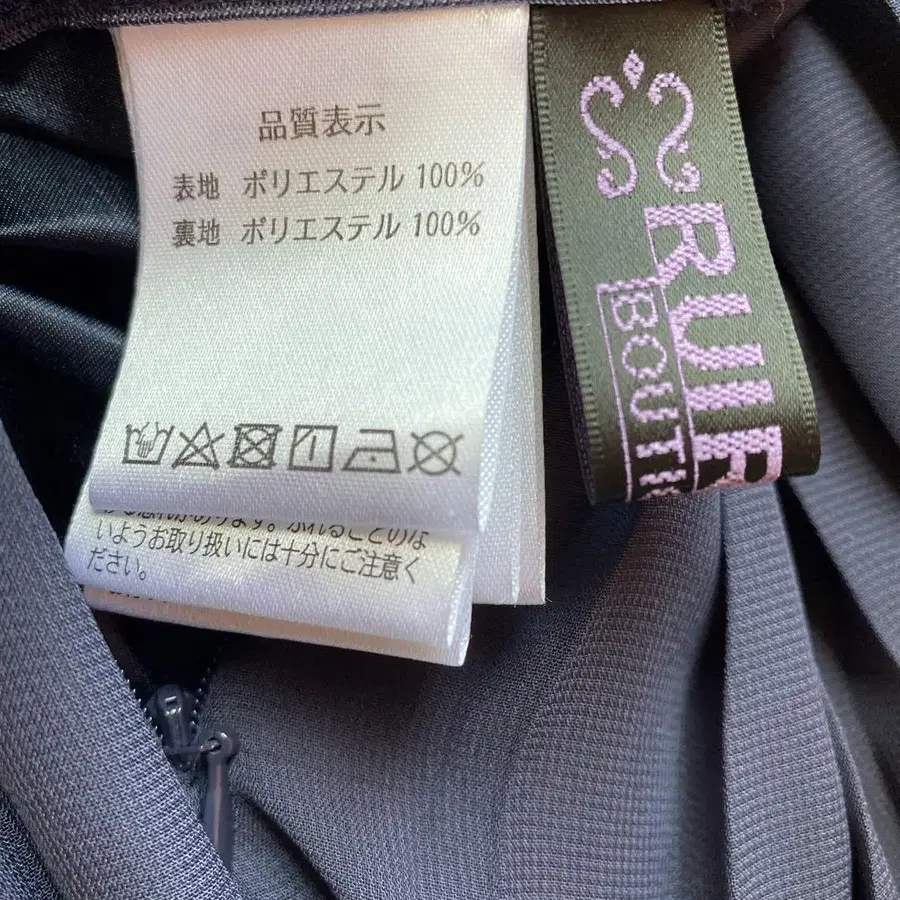 品質表示
表地 ポリエステル 100%
裏地 ポリエステル 100%
いようお取り扱いには十分にご注意く
ださい。
RUIR
BOUTI